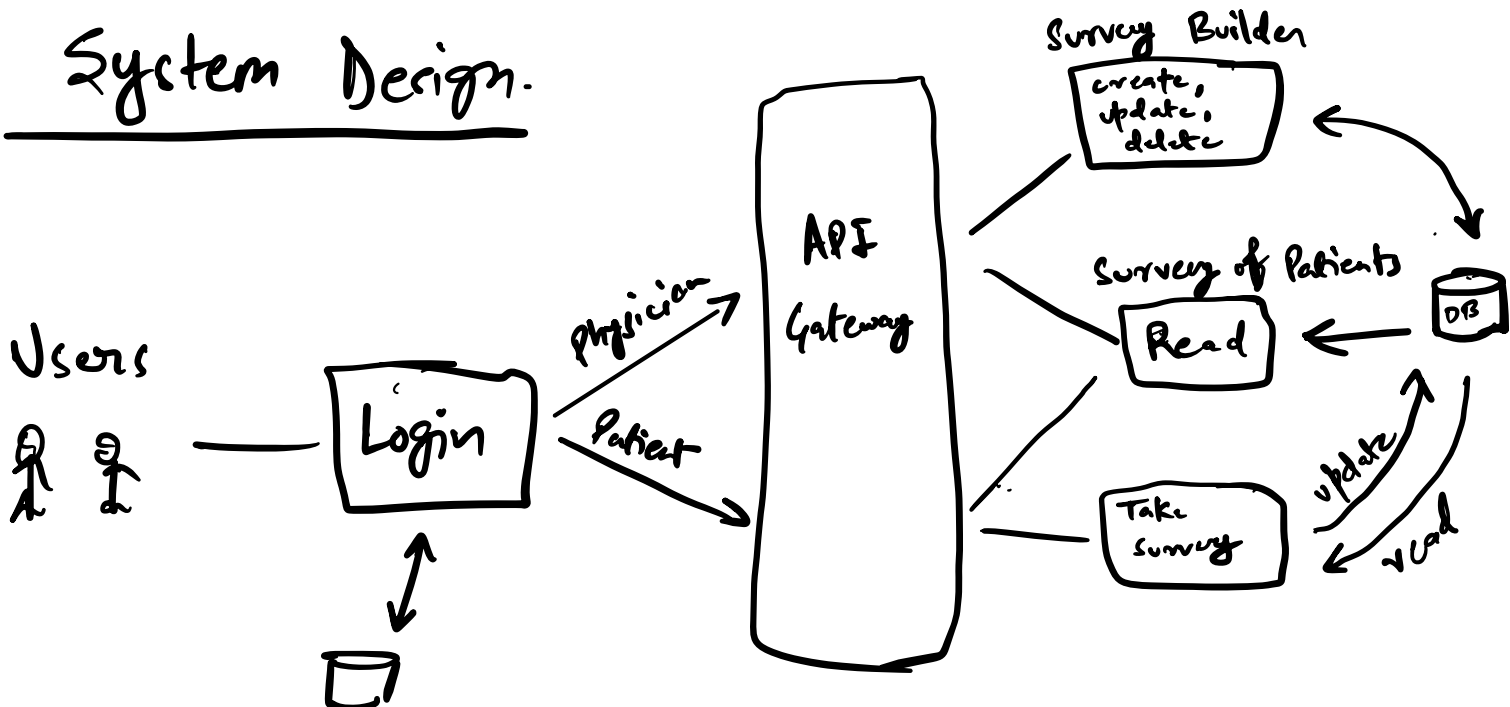 System Design.
Users
Login
Physician
Patient
API
Gateway
Survey Builder
create,
update,
delete
Survey of Patients
Read
DB
Take
survey
update
read